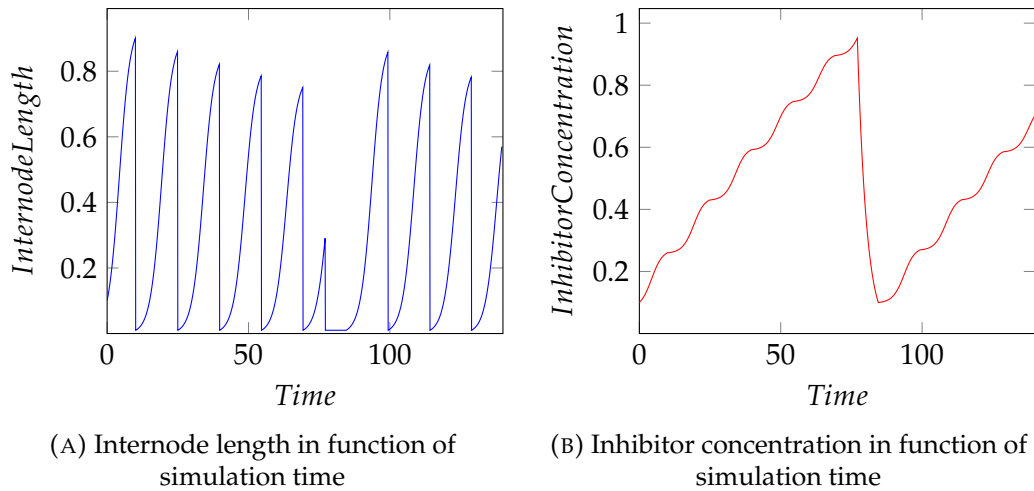 0.8
0.6
0.4
0.2
0
50
100
InternodeLength
Time
(A) Internode length in function of
simulation time
1
0.8
0.6
0.4
0.2
0
50
100
InhibitorConcentration
Time
(B) Inhibitor concentration in function of
simulation time